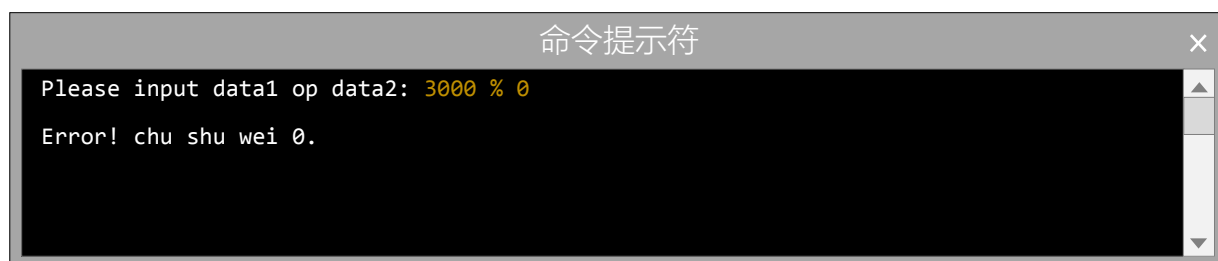 命令提示符
Please input data1 op data2: 3000 % 0
Error! chu shu wei 0.